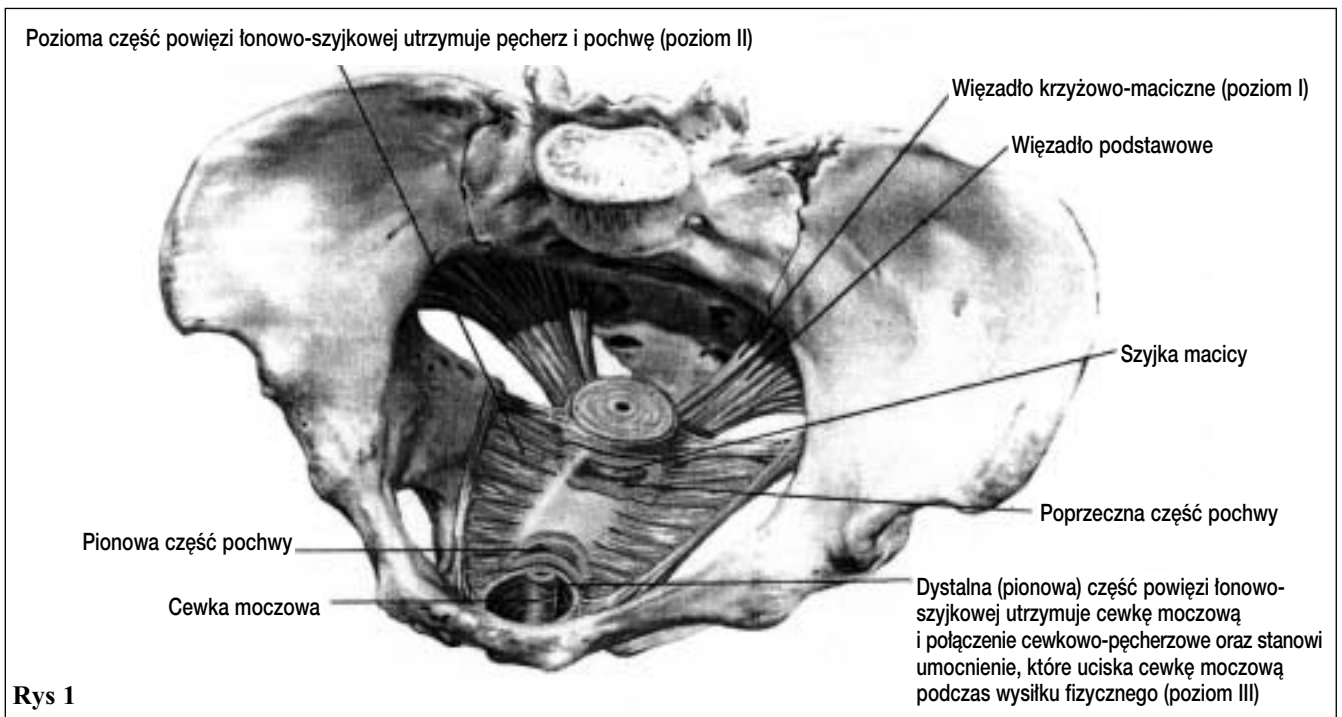 Pozioma część powięzi łonowo-szyjkowej utrzymuje pęcherz i pochwę (poziom II)
Więzadło krzyżowo-maciczne (poziom I)
Więzadło podstawowe
Szyjka macicy
Poprzeczna część pochwy
Pionowa część pochwy
Cewka moczowa
Dystalna (pionowa) część powięzi łonowo-
szyjkowej utrzymuje cewkę moczową
i połączenie cewkowo-pęcherzowe oraz stanowi
umocnienie, które uciska cewkę moczową
podczas wysiłku fizycznego (poziom III)
Rys 1